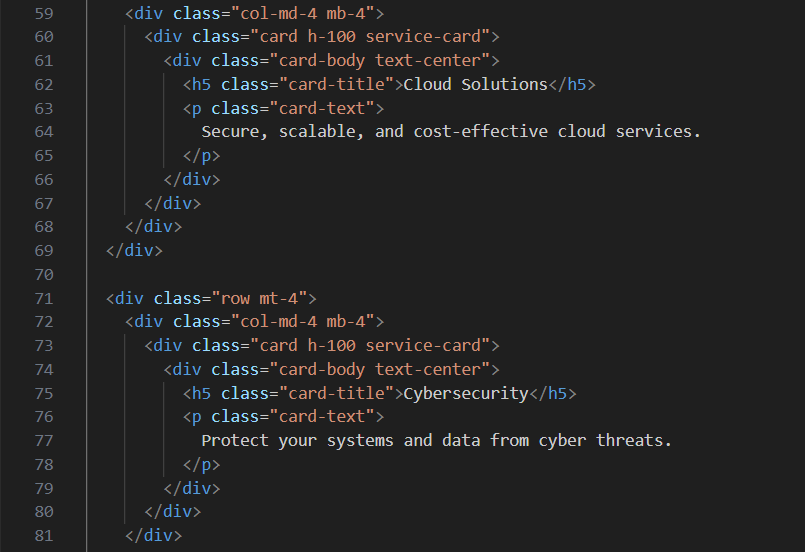 59 <div class="col-md-4 mb-4">
60 <div class="card h-100 service-card">
61 <div class="card-body text-center">
62 <h5 class="card-title">Cloud Solutions</h5>
63 <p class="card-text">
64 Secure, scalable, and cost-effective cloud services.
65 </p>
66 </div>
67 </div>
68 </div>
69 </div>
70
71 <div class="row mt-4">
72 <div class="col-md-4 mb-4">
73 <div class="card h-100 service-card">
74 <div class="card-body text-center">
75 <h5 class="card-title">Cybersecurity</h5>
76 <p class="card-text">
77 Protect your systems and data from cyber threats.
78 </p>
79 </div>
80 </div>
81 </div>